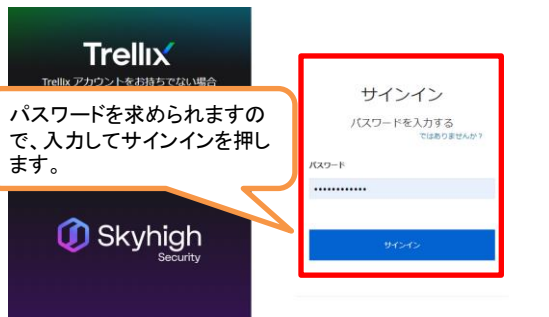 Trellix
Trellix アカウントをお持ちでない場合
パスワードを求められますの
で、入力してサインインを押し
ます。
Skyhigh
Security
サインイン
パスワードを入力する
ではありませんか?
パスワード
••••••••••••
サインイン